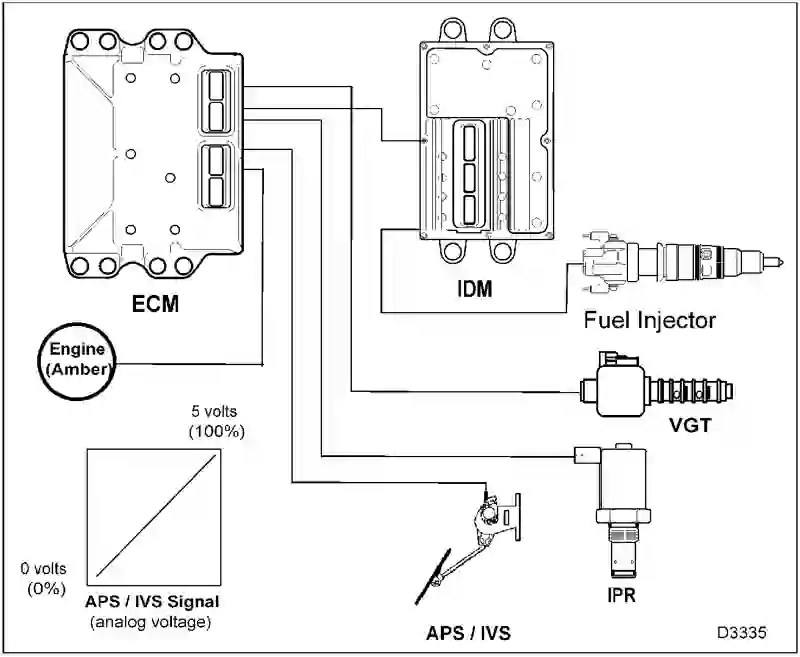 ECM
IDM
Fuel Injector
Engine
(Amber)
VGT
5 volts
(100%)
0 volts
(0%)
APS / IVS Signal
(analog voltage)
APS / IVS
IPR
D3335